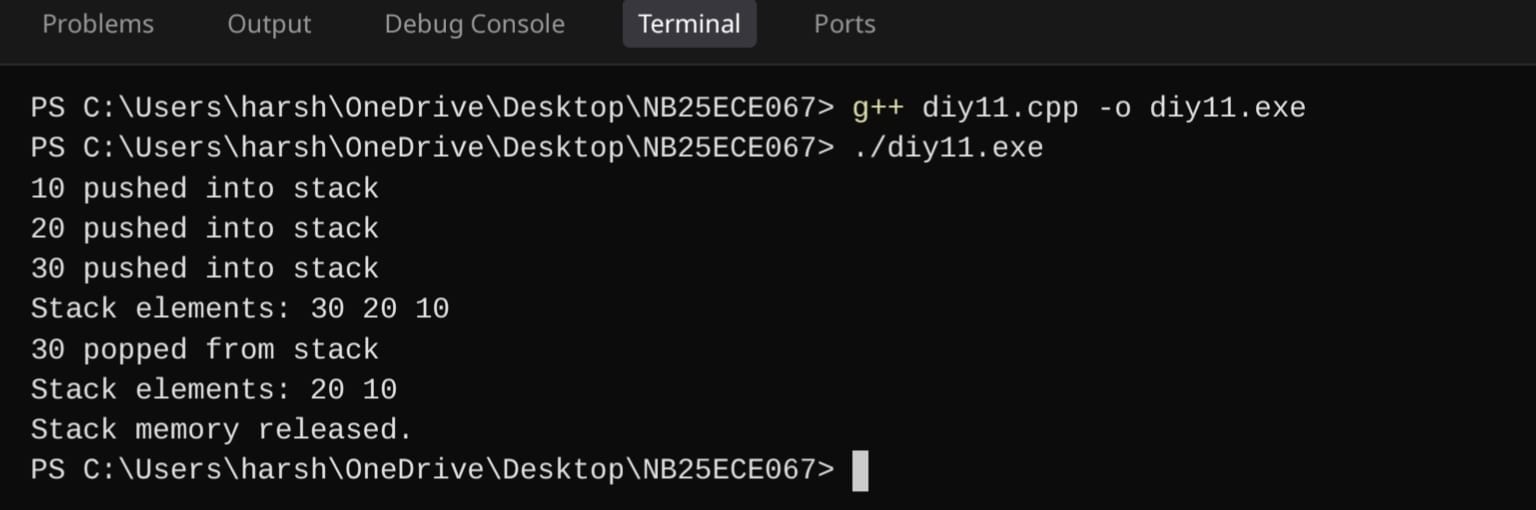 Problems Output Debug Console Terminal Ports
PS C:\Users\harsh\OneDrive\Desktop\NB25ECE067> g++ diy11.cpp -o diy11.exe
PS C:\Users\harsh\OneDrive\Desktop\NB25ECE067> ./diy11.exe
10 pushed into stack
20 pushed into stack
30 pushed into stack
Stack elements: 30 20 10
30 popped from stack
Stack elements: 20 10
Stack memory released.
PS C:\Users\harsh\OneDrive\Desktop\NB25ECE067>